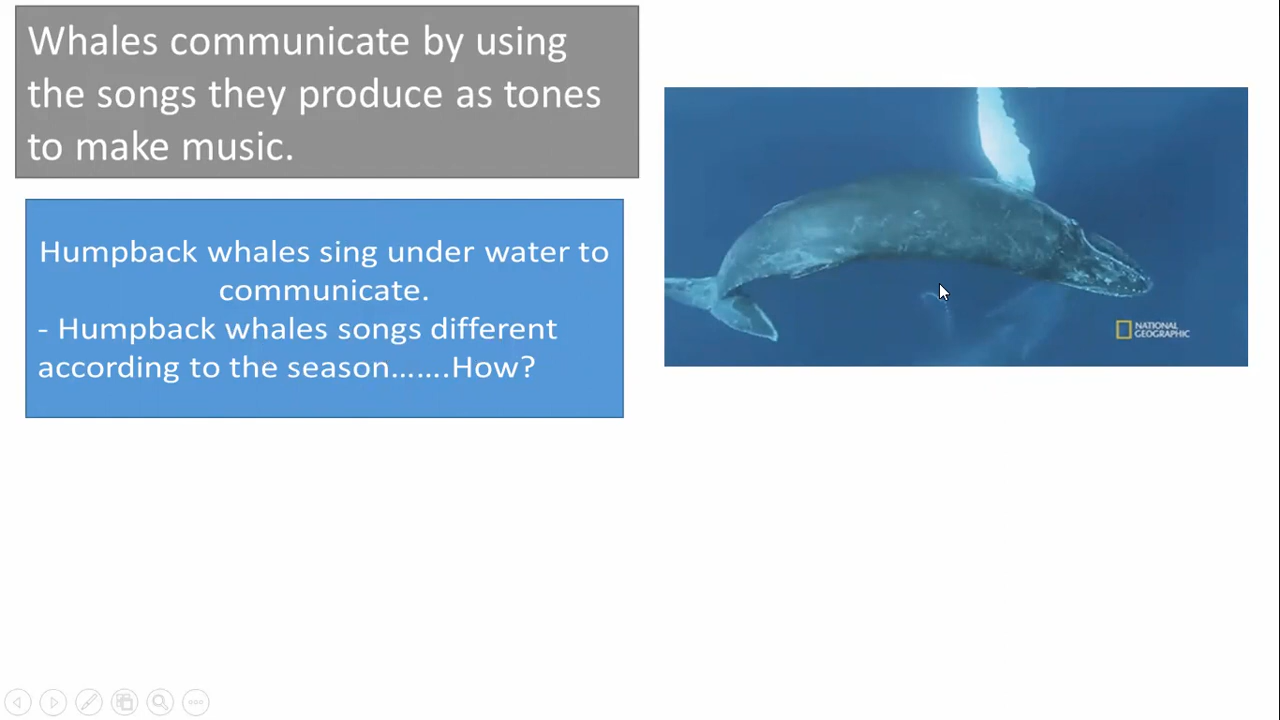 Whales communicate by using
the songs they produce as tones
to make music.
Humpback whales sing under water to
communicate.
- Humpback whales songs different
according to the season.......How?
NATIONAL
GEOGRAPHIC